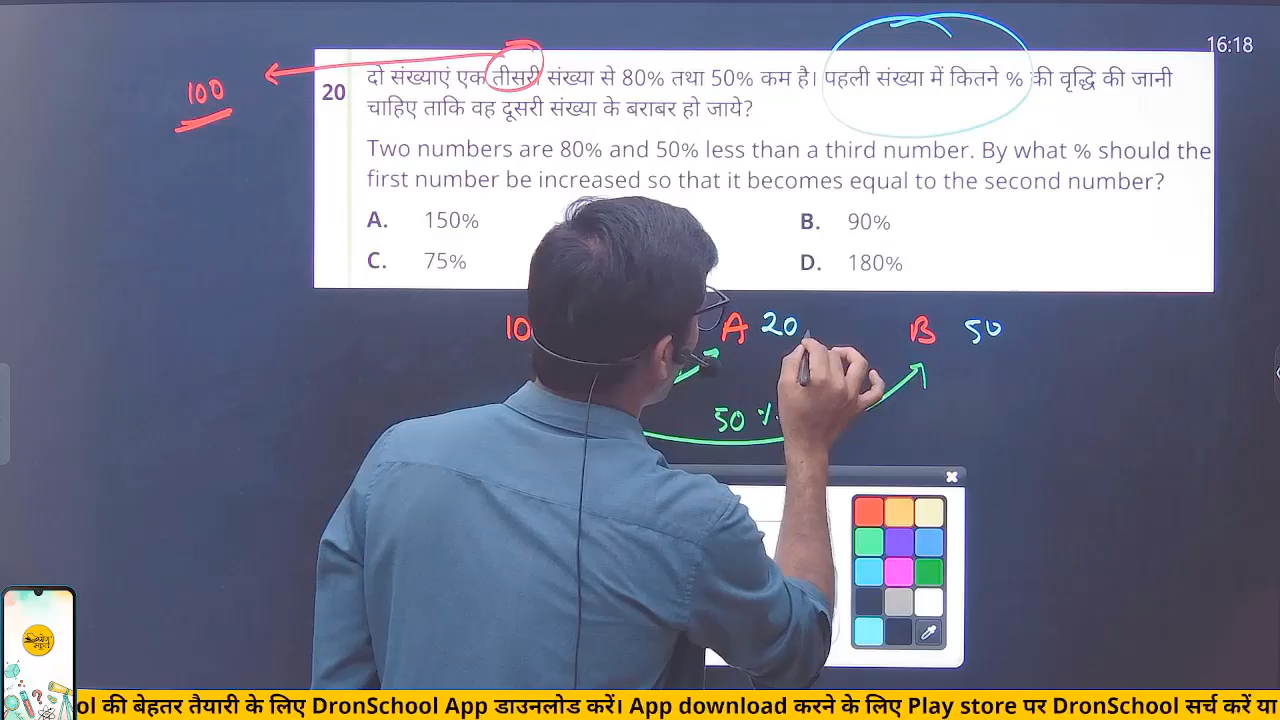 16:18
100
20
दो संख्याएं एक तीसरी संख्या से 80% तथा 50% कम है। पहली संख्या में कितने % की वृद्धि की जानी
चाहिए ताकि वह दूसरी संख्या के बराबर हो जाये?
Two numbers are 80% and 50% less than a third number. By what % should the
first number be increased so that it becomes equal to the second number?
A. 150% B. 90%
C. 75% D. 180%
10 A 20 B 50
50 %
ol की बेहतर तैयारी के लिए DronSchool App डाउनलोड करें। App download करने के लिए Play store पर DronSchool सर्च करें या